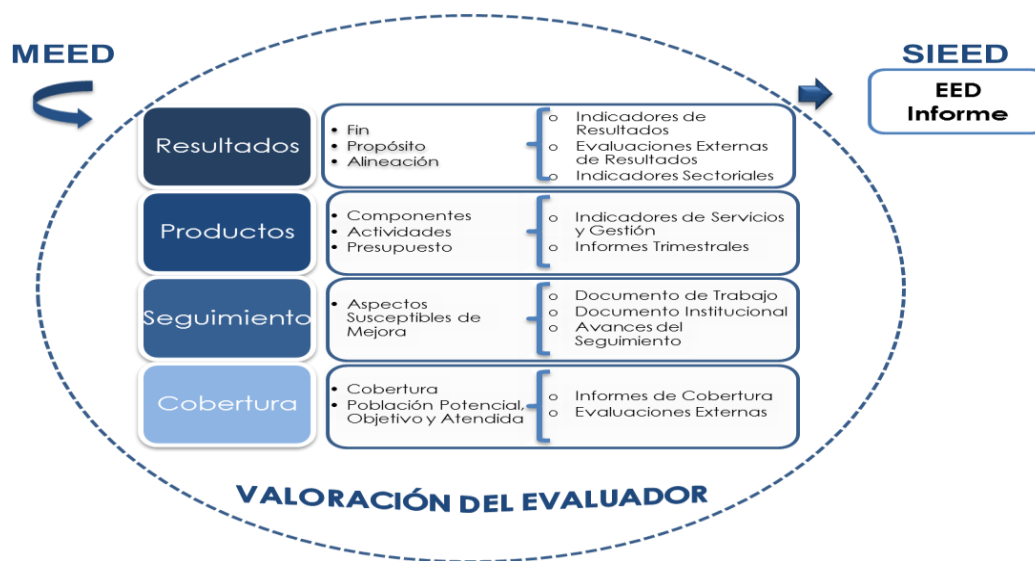 MEED
SIEED
EED
Informe
Resultados
• Fin
• Propósito
• Alineación
o Indicadores de
Resultados
o Evaluaciones Externas
de Resultados
o Indicadores Sectoriales
Productos
• Componentes
• Actividades
• Presupuesto
o Indicadores de Servicios
y Gestión
o Informes Trimestrales
Seguimiento
• Aspectos
Susceptibles de
Mejora
o Documento de Trabajo
o Documento Institucional
o Avances del
Seguimiento
Cobertura
• Cobertura
• Población Potencial,
Objetivo y Atendida
o Informes de Cobertura
o Evaluaciones Externas
VALORACIÓN DEL EVALUADOR